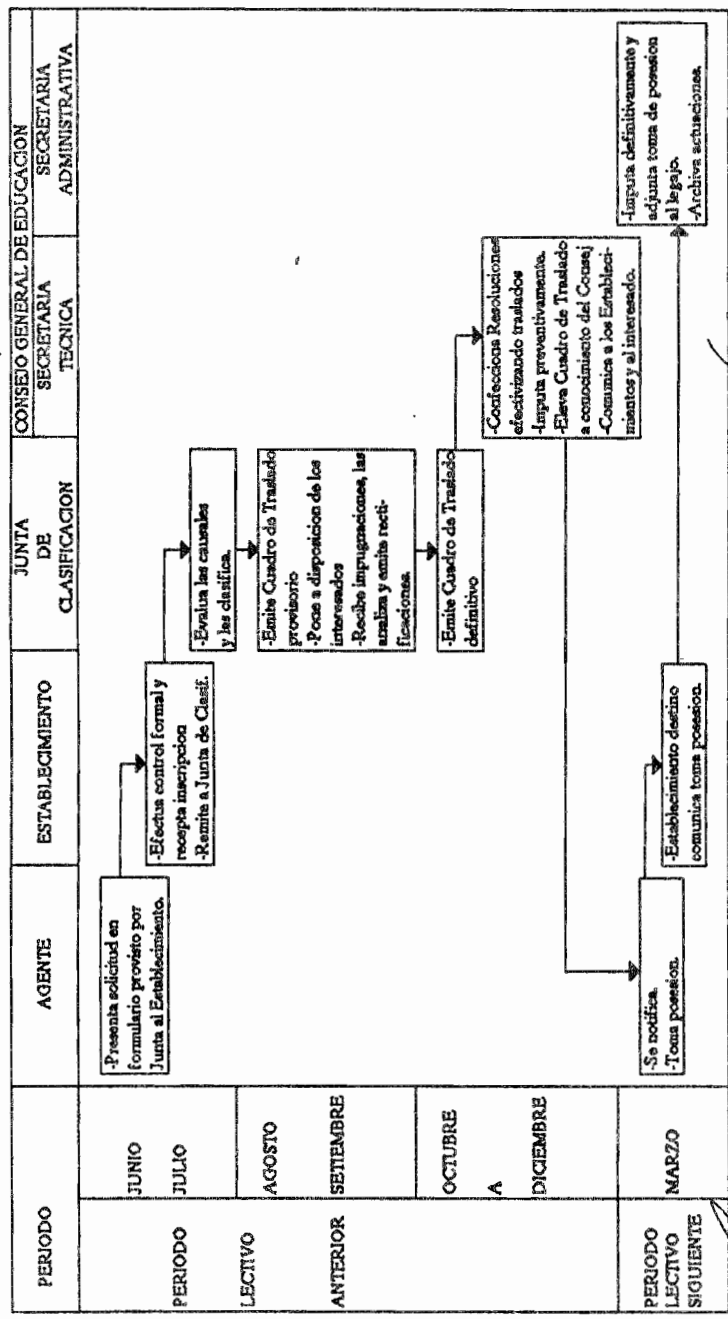 PERIODO
AGENTE
ESTABLECIMIENTO
JUNTA
DE
CLASIFICACION
CONSEJO GENERAL DE EDUCACION
SECRETARIA
TECNICA
SECRETARIA
ADMINISTRATIVA
PERIODO
LECTIVO
ANTERIOR
JUNIO
JULIO
-Presenta solicitud en
formulario provisto por
Junta al Establecimiento.
-Efectua control formal y
recepta inscripcion
-Remite a Junta de Clasif.
-Evalua las causales
y las clasifica.
AGOSTO
SETIEMBRE
-Emite Cuadro de Traslado
provisorio
-Pone a disposicion de los
interesados
-Recibe impugnaciones, las
analiza y emite recti-
ficaciones.
OCTUBRE
A
DICIEMBRE
-Emite Cuadro de Traslado
definitivo
-Confecciona Resoluciones
efectivizando traslados
-Imputa preventivamente.
-Eleva Cuadro de Traslado
a conocimiento del Consej
-Comunica a los Estableci-
mientos y al interesado.
PERIODO
LECTIVO
SIGUIENTE
MARZO
-Se notifica.
-Toma posesion.
-Establecimiento destino
comunica toma posesion.
-Imputa definitivamente y
adjunta toma de posesion
al legajo.
-Archiva actuaciones.